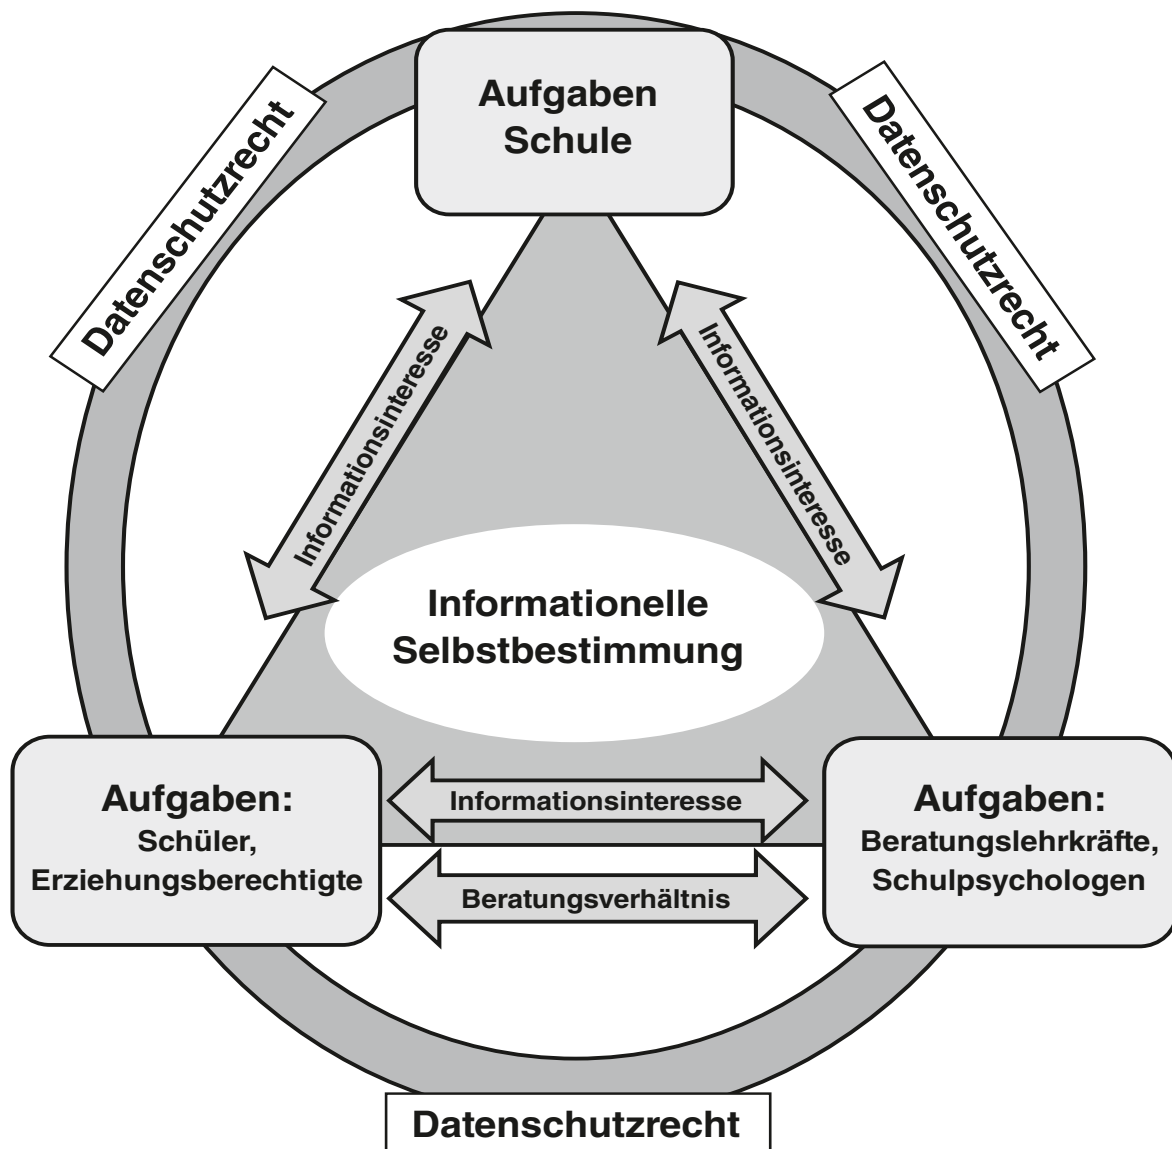 Aufgaben
Schule
Datenschutzrecht
Datenschutzrecht
Informationsinteresse
Informationsinteresse
Informationelle
Selbstbestimmung
Aufgaben:
Schüler,
Erziehungsberechtigte
Informationsinteresse
Beratungsverhältnis
Aufgaben:
Beratungslehrkräfte,
Schulpsychologen
Datenschutzrecht